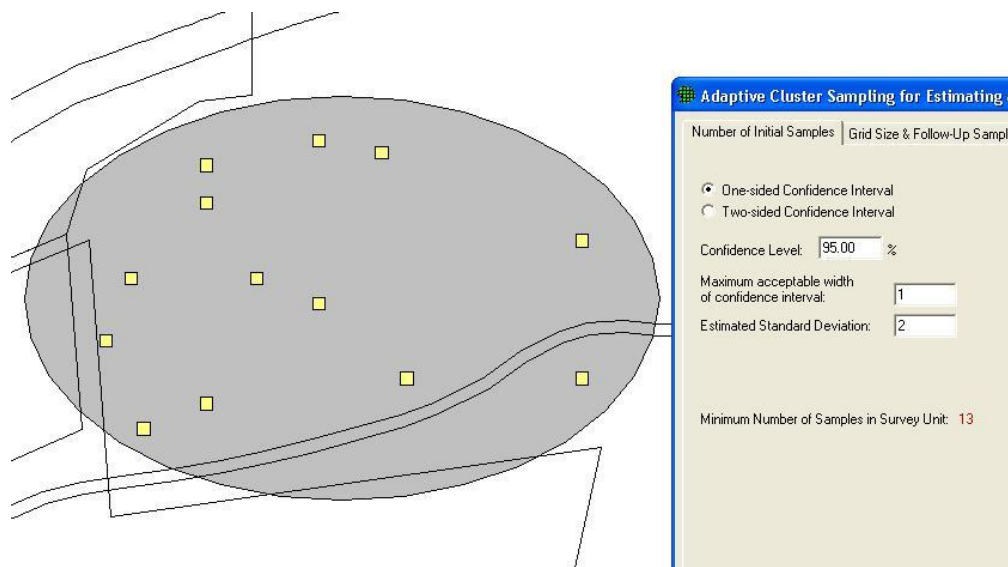 Adaptive Cluster Sampling for Estimating
Number of Initial Samples
Grid Size & Follow-Up Sampl
One-sided Confidence Interval
Two-sided Confidence Interval
Confidence Level: 95.00 %
Maximum acceptable width
of confidence interval: 1
Estimated Standard Deviation: 2
Minimum Number of Samples in Survey Unit: 13